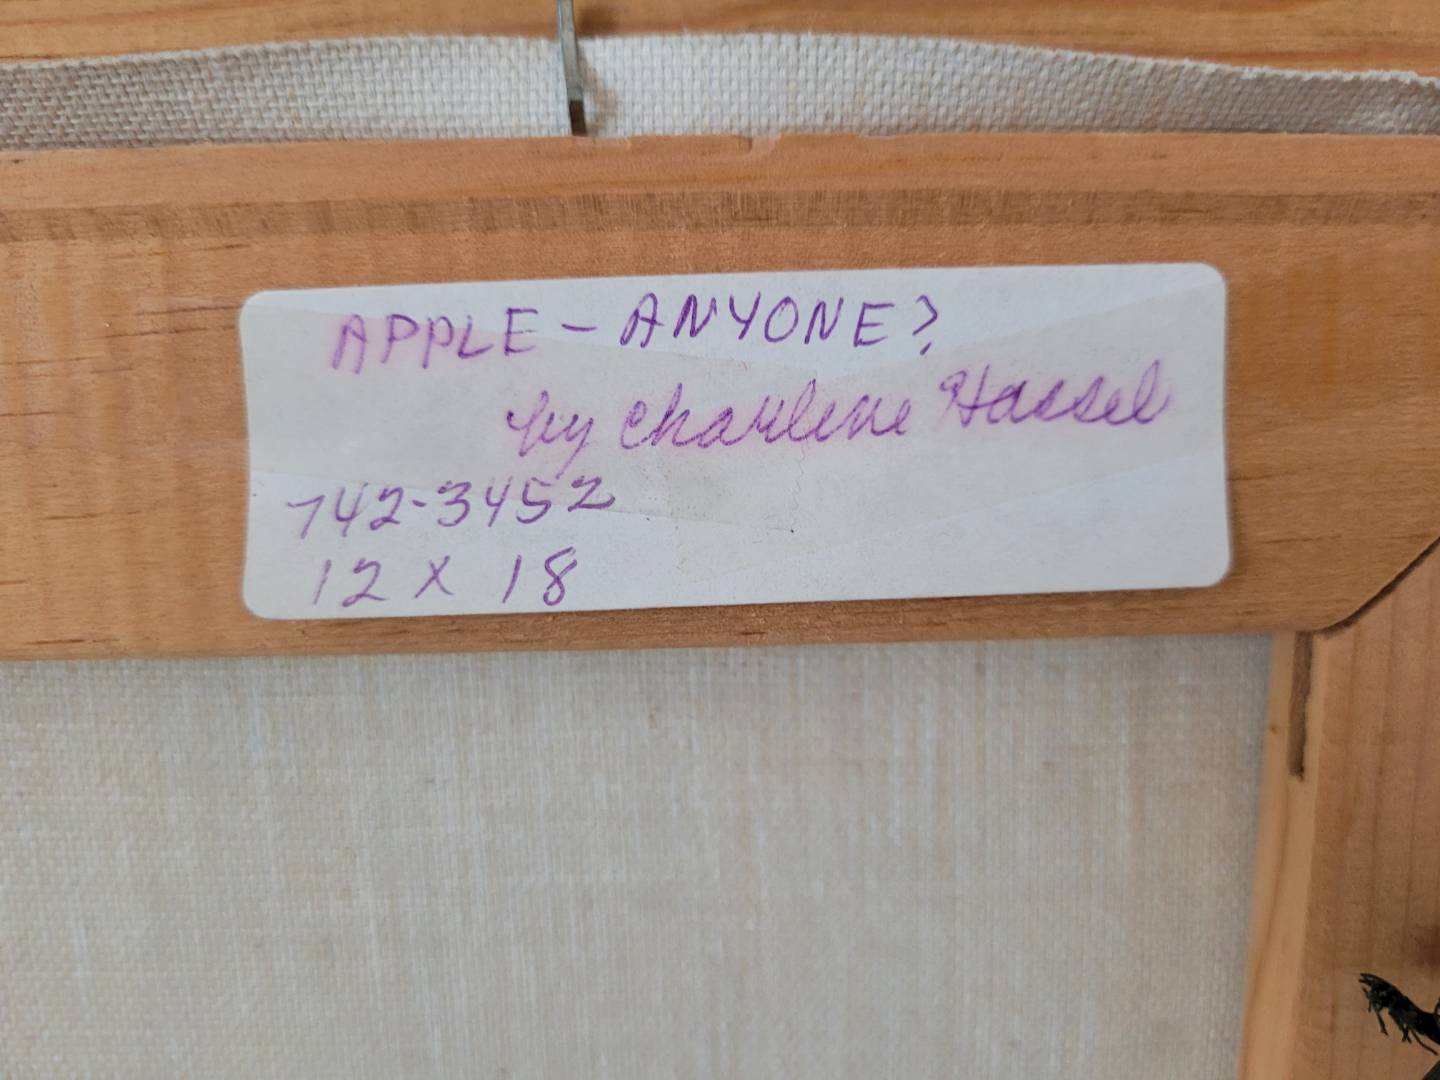 APPLE - ANYONE?
by Charlene Hassel
742-3452
12 X 18